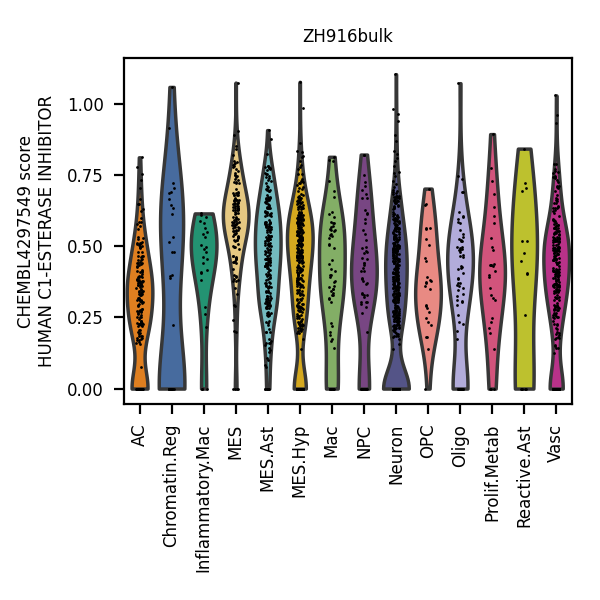 ZH916bulk
CHEMBL4297549 score
HUMAN C1-ESTERASE INHIBITOR
1.00
0.75
0.50
0.25
0.00
AC
Chromatin.Reg
Inflammatory.Mac
MES
MES.Ast
MES.Hyp
Mac
NPC
Neuron
OPC
Oligo
Prolif.Metab
Reactive.Ast
Vasc